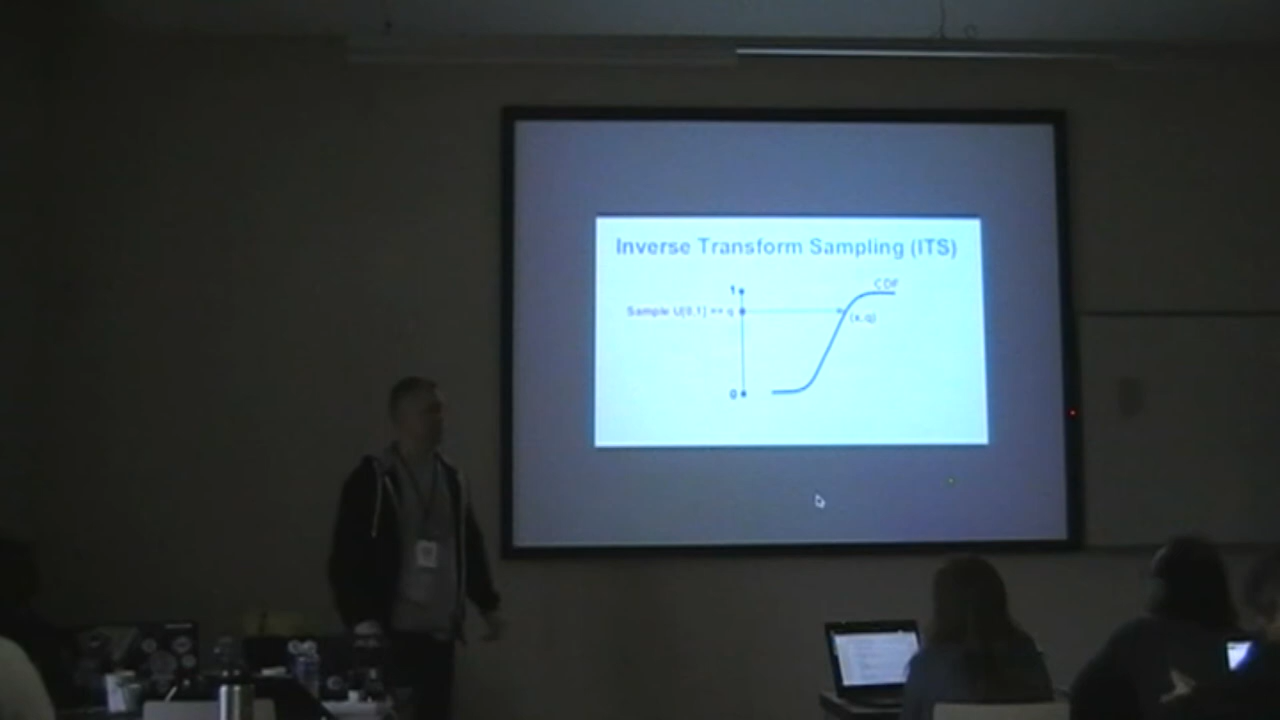 Inverse Transform Sampling (ITS)
CDF
1
Sample U[0,1] == q
(x,q)
0